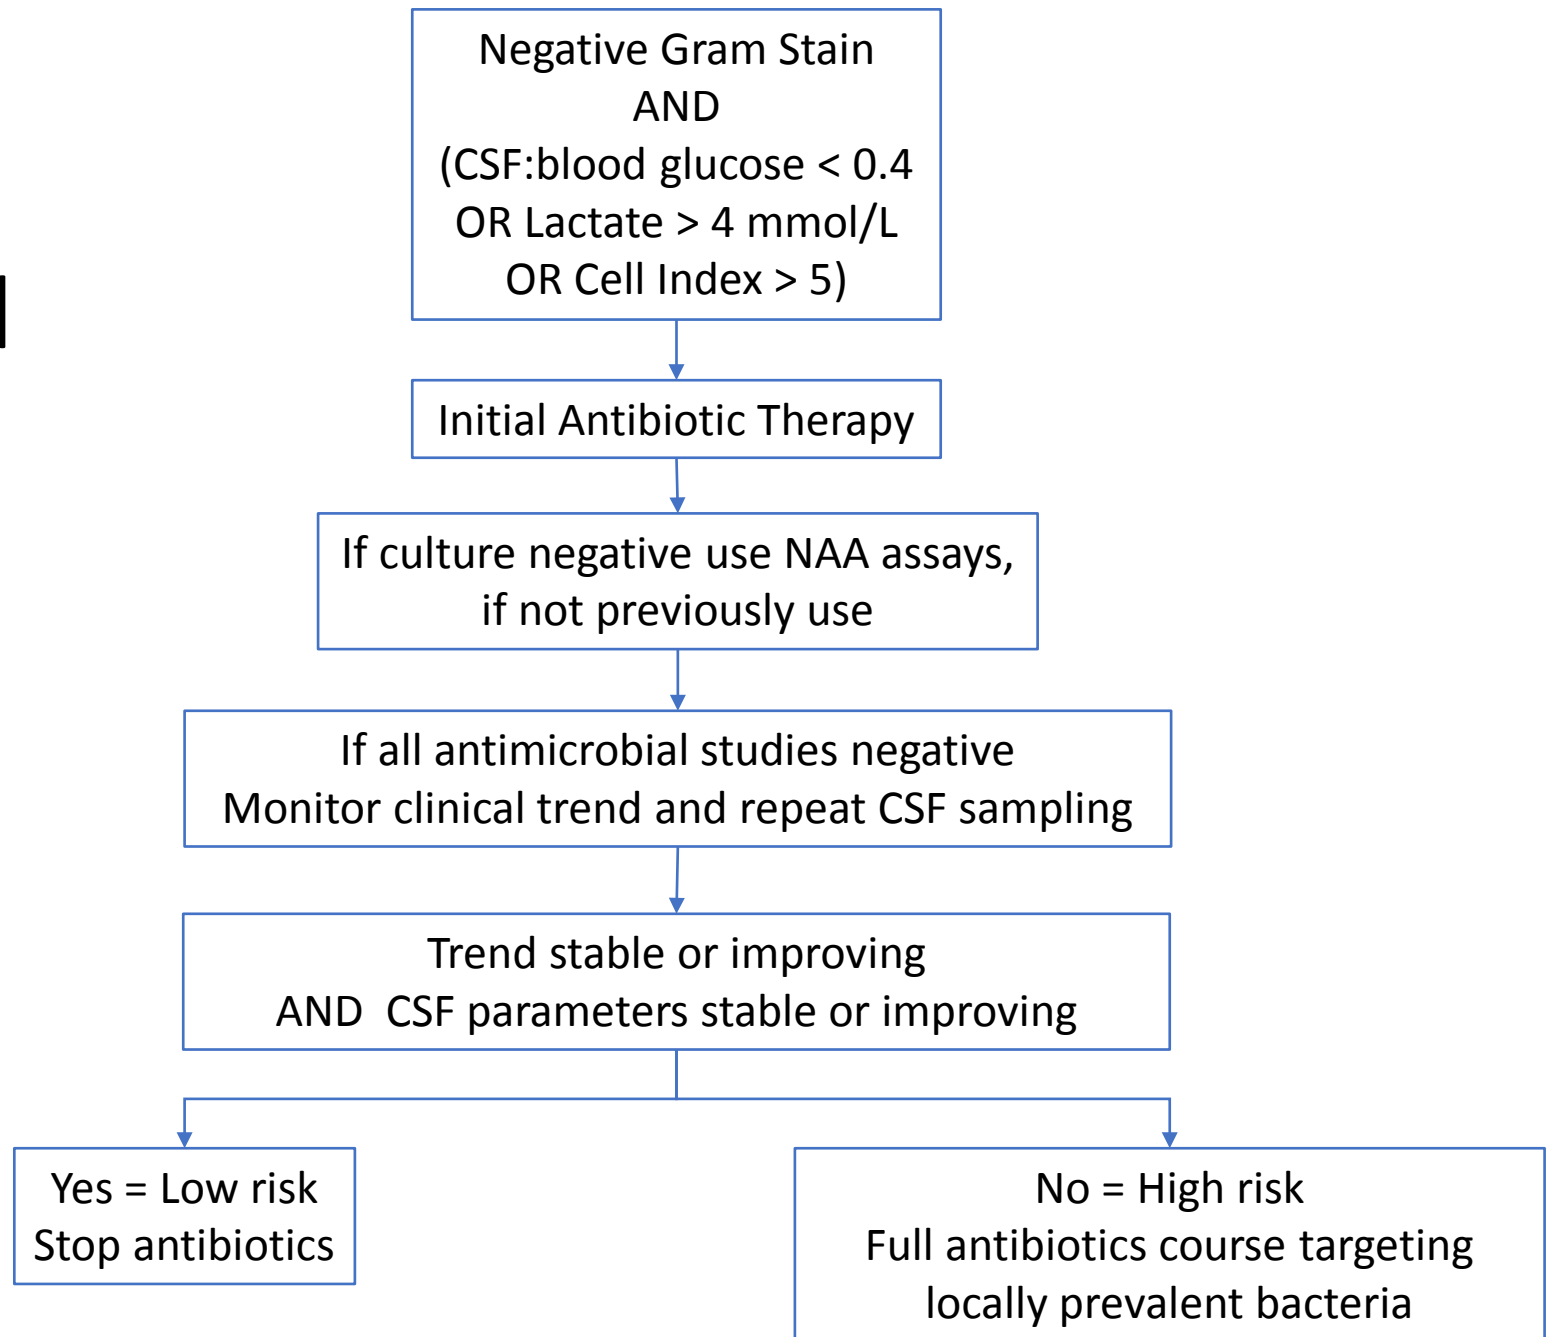 Negative Gram Stain
AND
(CSF:blood glucose < 0.4
OR Lactate > 4 mmol/L
OR Cell Index > 5)
Initial Antibiotic Therapy
If culture negative use NAA assays,
if not previously use
If all antimicrobial studies negative
Monitor clinical trend and repeat CSF sampling
Trend stable or improving
AND CSF parameters stable or improving
Yes = Low risk
Stop antibiotics
No = High risk
Full antibiotics course targeting
locally prevalent bacteria